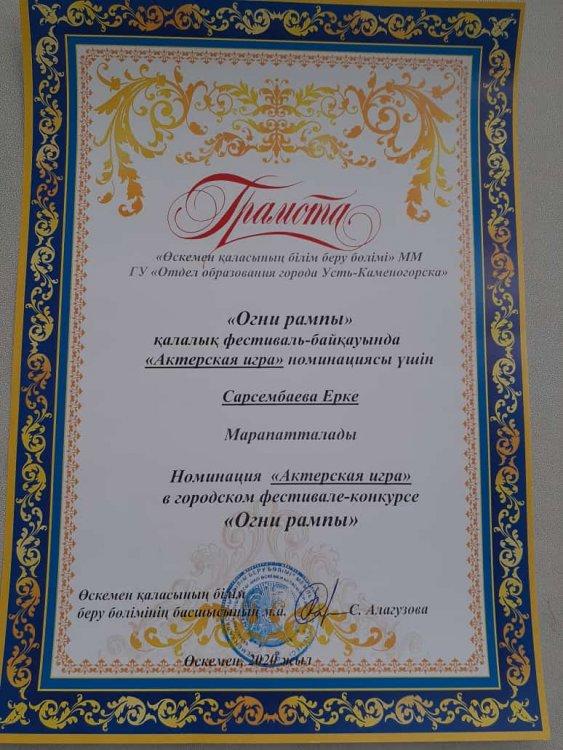 Грамота
«Өскемен қаласының білім беру бөлімі» ММ
ГУ «Отдел образования города Усть-Каменогорска»
«Огни рампы»
қалалық фестиваль-байқауында
«Актерская игра» номинациясы үшін
Сарсембаева Ерке
Марапатталады
Номинация «Актерская игра»
в городском фестивале-конкурсе
«Огни рампы»
Өскемен қаласының білім
беру бөлімінің басшысының м.а. С. Алагузова
Өскемен, 2020 жыл